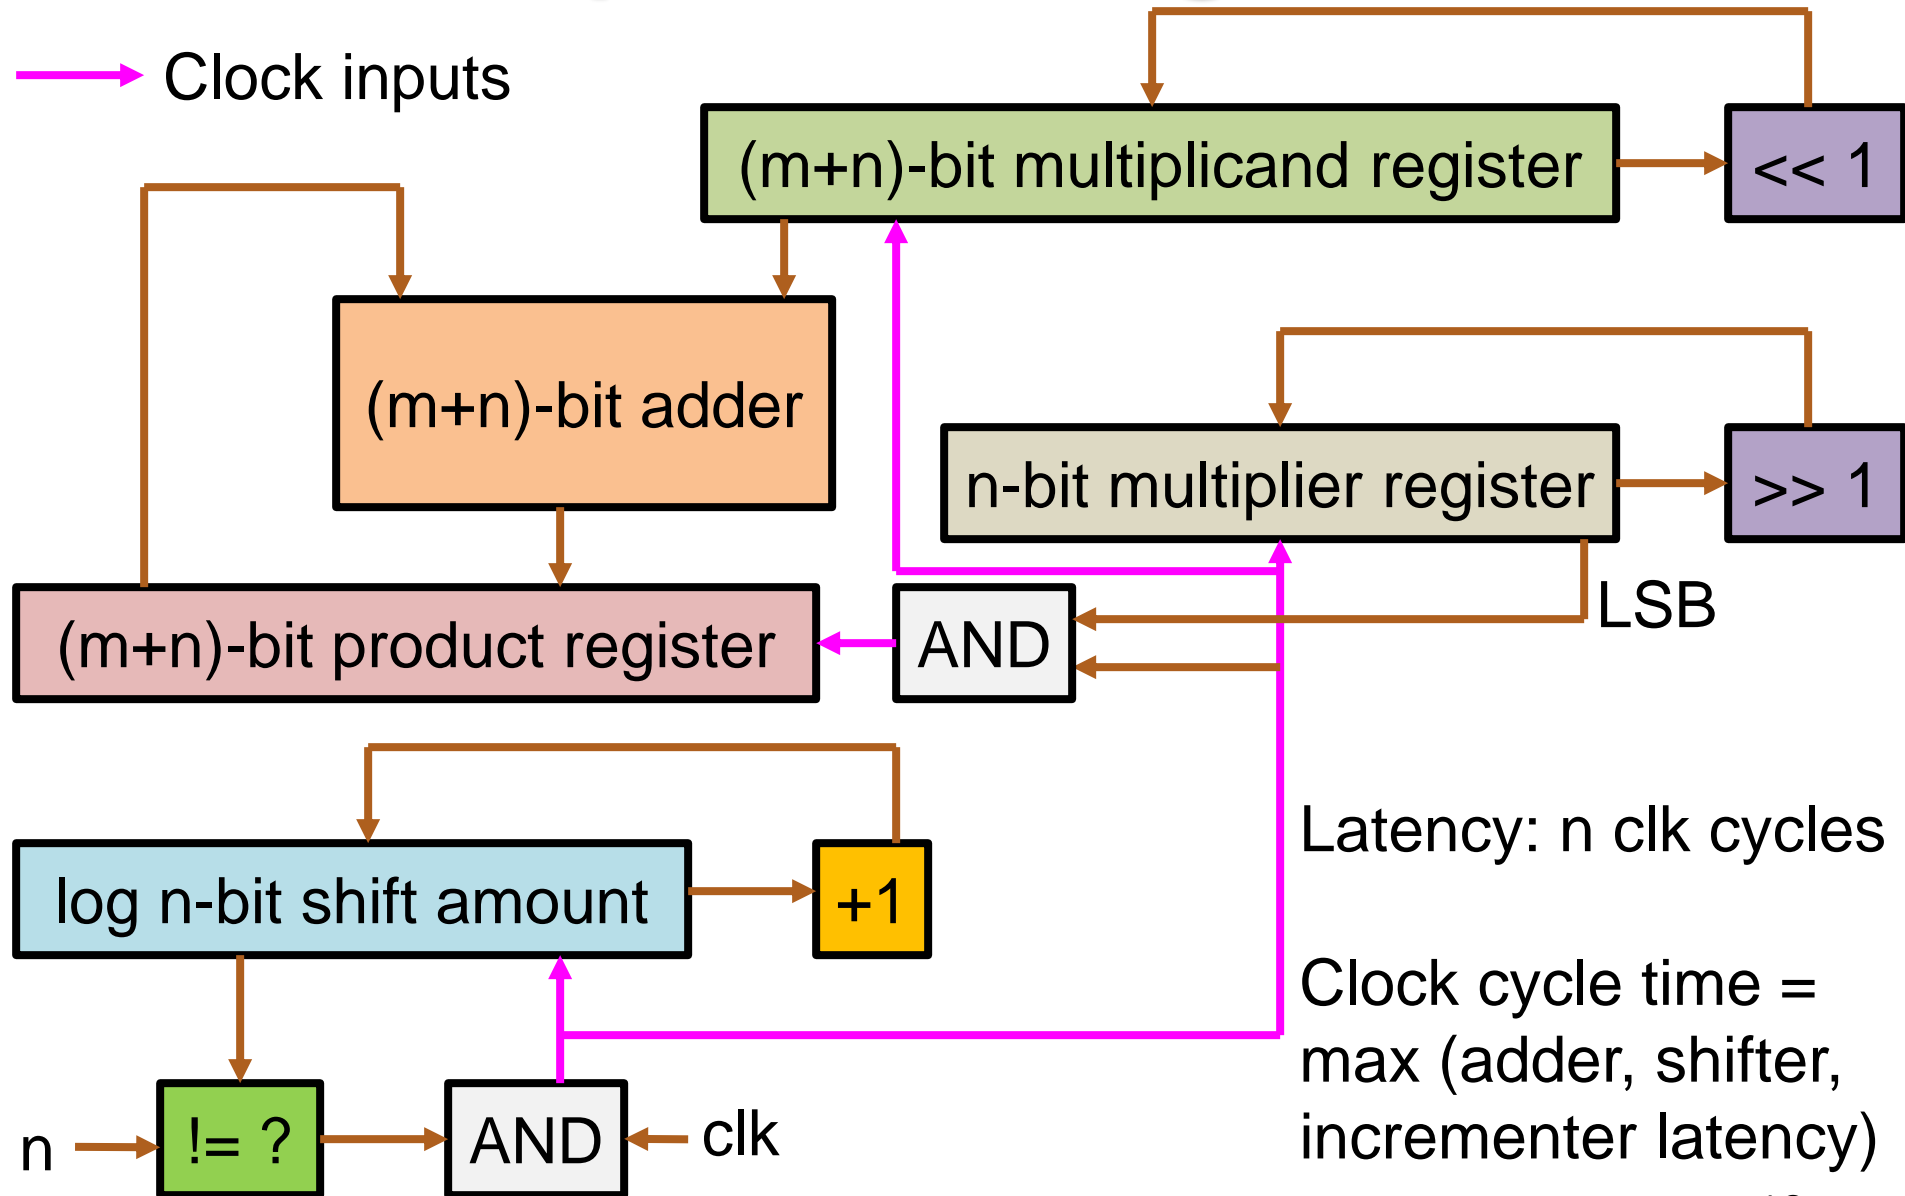 Clock inputs
(m+n)-bit multiplicand register
<< 1
(m+n)-bit adder
n-bit multiplier register
>> 1
LSB
(m+n)-bit product register
AND
log n-bit shift amount
+1
Latency: n clk cycles
Clock cycle time =
max (adder, shifter,
incrementer latency)
n
!= ?
AND
clk